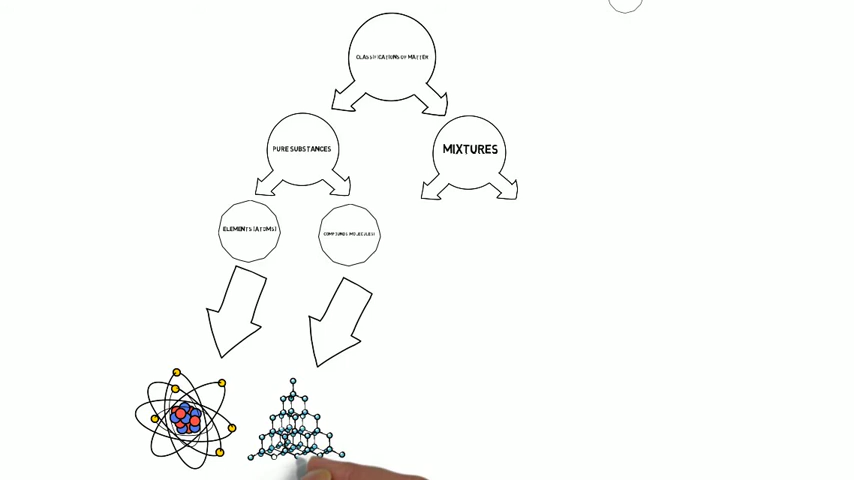 CLASSIFICATIONS OF MATTER
PURE SUBSTANCES
MIXTURES
ELEMENTS (ATOMS)
COMPOUNDS (MOLECULES)